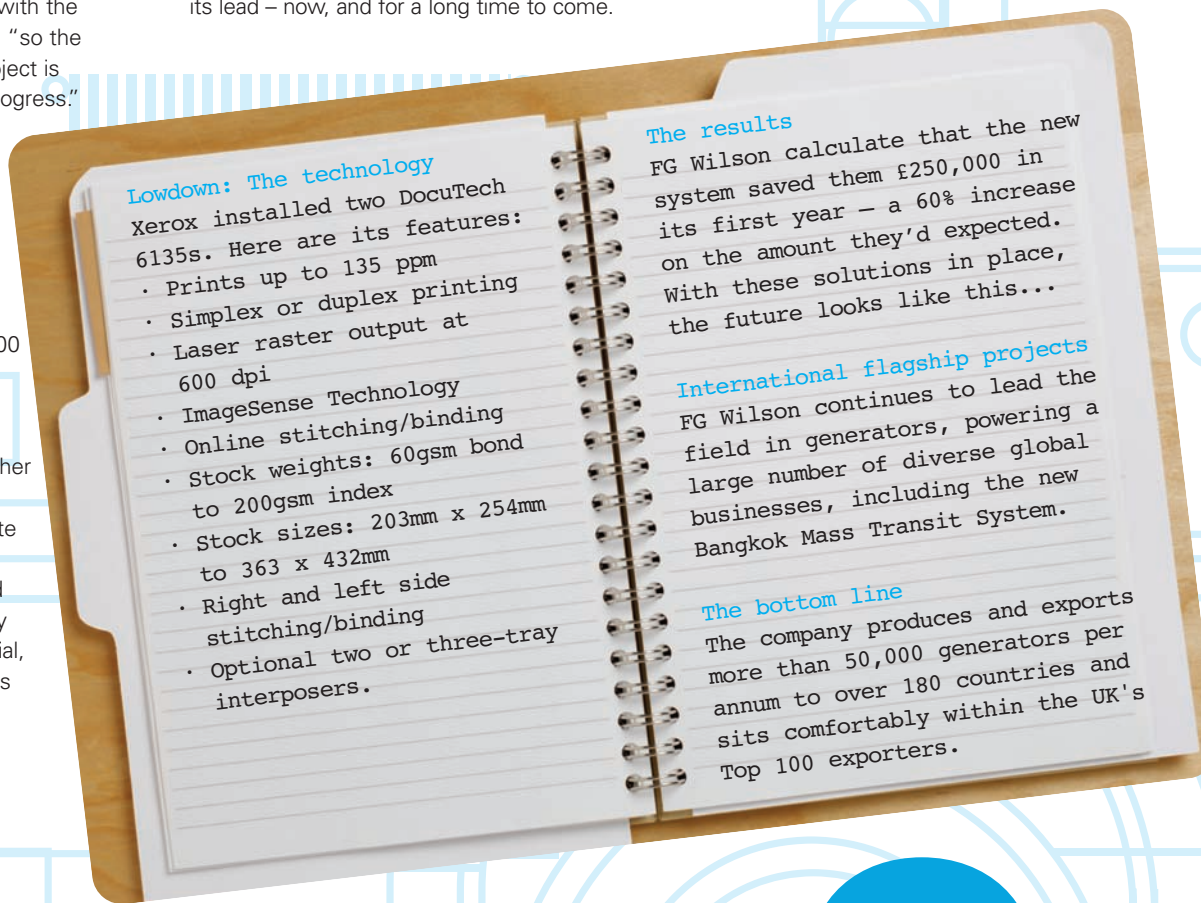 with the
“so the
ject is
ogress.”
its lead – now, and for a long time to come.
00
her
te
d
y
ial,
s
Lowdown: The technology
Xerox installed two DocuTech
6135s. Here are its features:
· Prints up to 135 ppm
· Simplex or duplex printing
· Laser raster output at
600 dpi
· ImageSense Technology
· Online stitching/binding
· Stock weights: 60gsm bond
to 200gsm index
· Stock sizes: 203mm x 254mm
to 363 x 432mm
· Right and left side
stitching/binding
· Optional two or three-tray
interposers.
The results
FG Wilson calculate that the new
system saved them £250,000 in
its first year – a 60% increase
on the amount they’d expected.
With these solutions in place,
the future looks like this...
International flagship projects
FG Wilson continues to lead the
field in generators, powering a
large number of diverse global
businesses, including the new
Bangkok Mass Transit System.
The bottom line
The company produces and exports
more than 50,000 generators per
annum to over 180 countries and
sits comfortably within the UK's
Top 100 exporters.